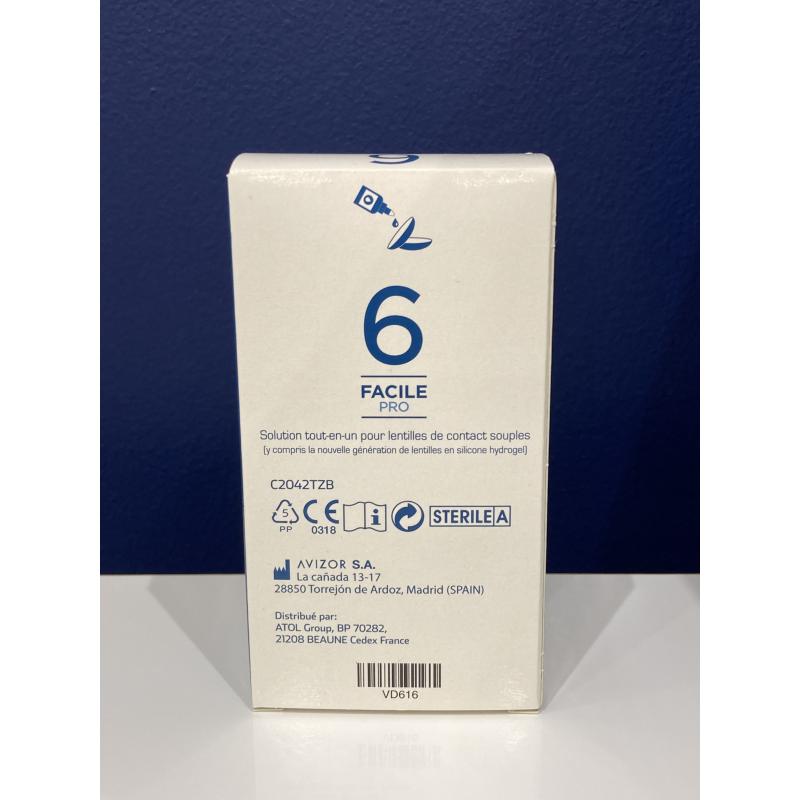 6
FACILE
PRO
Solution tout-en-un pour lentilles de contact souples
(y compris la nouvelle génération de lentilles en silicone hydrogel)
C2042TZB
5
PP
CE
0318
i
STERILE A
AVIZOR S.A.
La cañada 13-17
28850 Torrejón de Ardoz, Madrid (SPAIN)
Distribué par:
ATOL Group, BP 70282,
21208 BEAUNE Cedex France
VD616